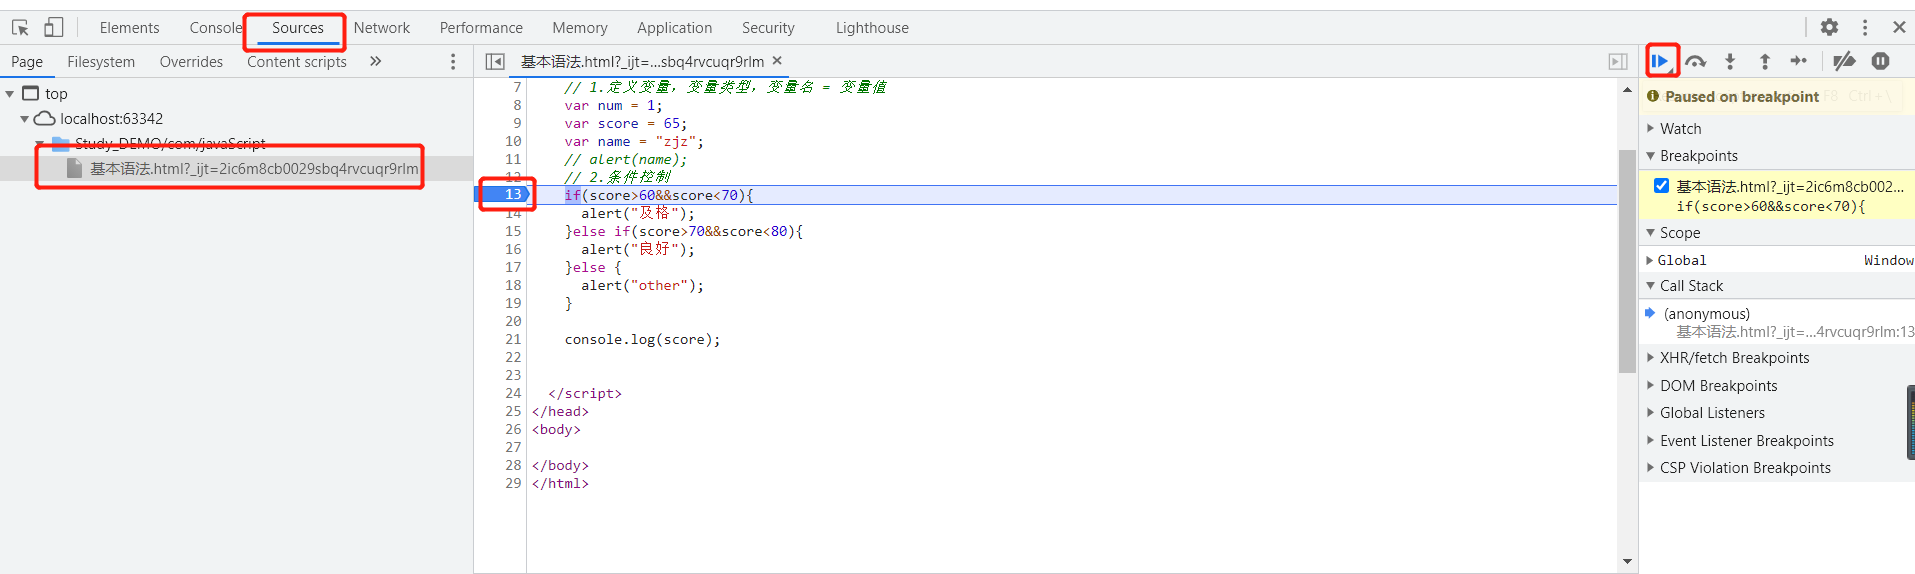 Elements Console Sources Network Performance Memory Application Security Lighthouse
Page Filesystem Overrides Content scripts »
top
localhost:63342
Study_DEMO/com/javaScript
基本语法.html?_ijt=2ic6m8cb0029sbq4rvcuqr9rlm
基本语法.html?_ijt=...sbq4rvcuqr9rlm ×
7 // 1.定义变量, 变量类型, 变量名 = 变量值
8 var num = 1;
9 var score = 65;
10 var name = "zjz";
11 // alert(name);
12 // 2.条件控制
13 if(score>60&&score<70){
14 alert("及格");
15 }else if(score>70&&score<80){
16 alert("良好");
17 }else {
18 alert("other");
19 }
20
21 console.log(score);
22
23
24 </script>
25 </head>
26 <body>
27
28 </body>
29 </html>
Paused on breakpoint
F8 Ctrl+\
Watch
Breakpoints
基本语法.html?_ijt=2ic6m8cb002...
if(score>60&&score<70){
Scope
Global Window
Call Stack
(anonymous)
基本语法.html?_ijt=...4rvcuqr9rlm:13
XHR/fetch Breakpoints
DOM Breakpoints
Global Listeners
Event Listener Breakpoints
CSP Violation Breakpoints